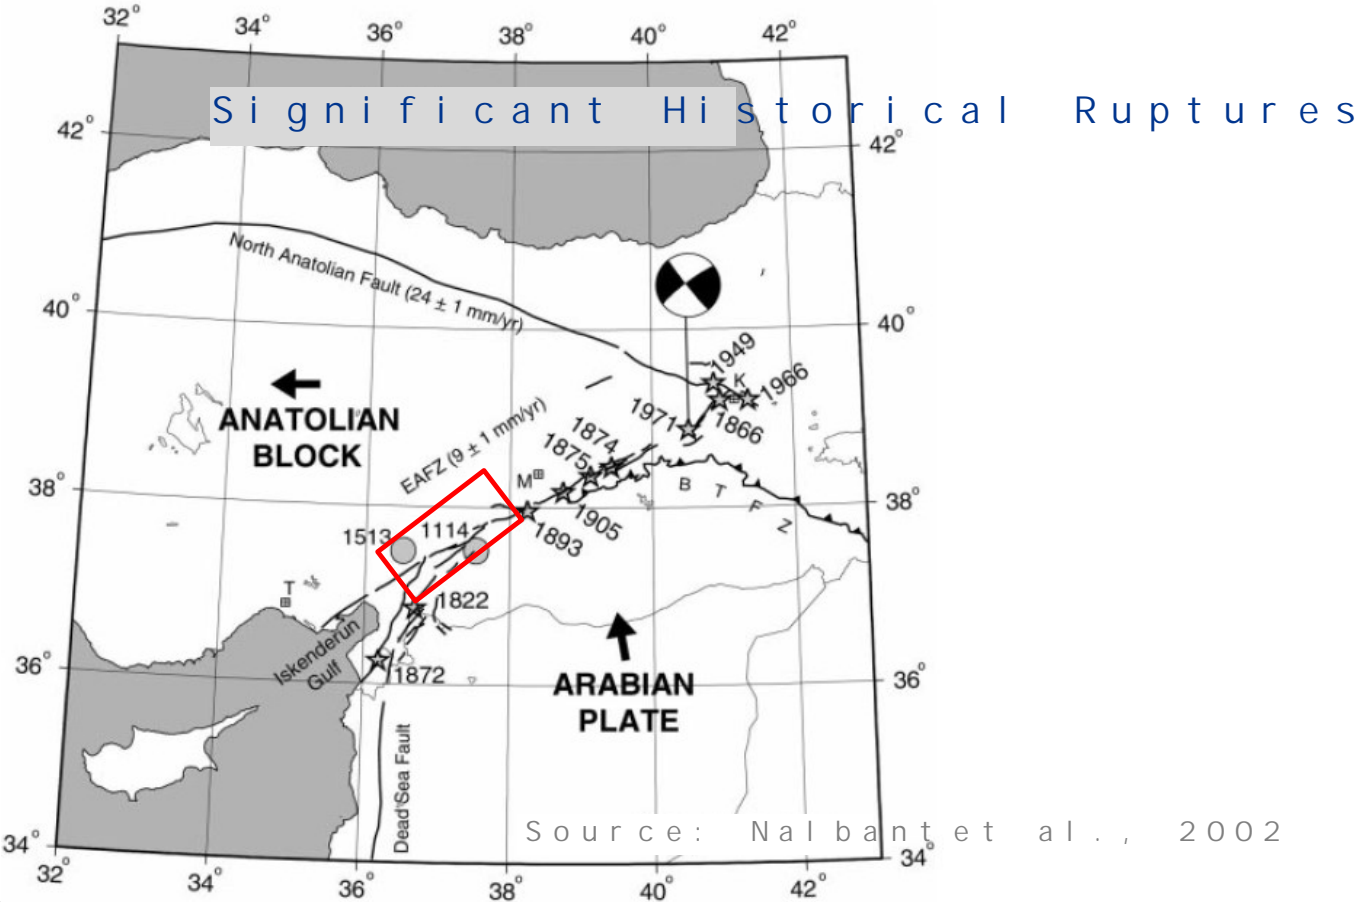 32° 34° 36° 38° 40° 42°
Significant Historical Ruptures
42° 42°
North Anatolian Fault (24 ± 1 mm/yr)
40° 40°
1949
K
1966
ANATOLIAN
BLOCK
EAFZ (9 ± 1 mm/yr)
1971
1866
1874
1875
M
B T F Z
38° 38°
1905
1893
1513
1114
T
1822
Iskenderun
Gulf
1872
36° 36°
ARABIAN
PLATE
Dead Sea Fault
Source: Nalbantet al., 2002
34° 34°
32° 34° 36° 38° 40° 42°